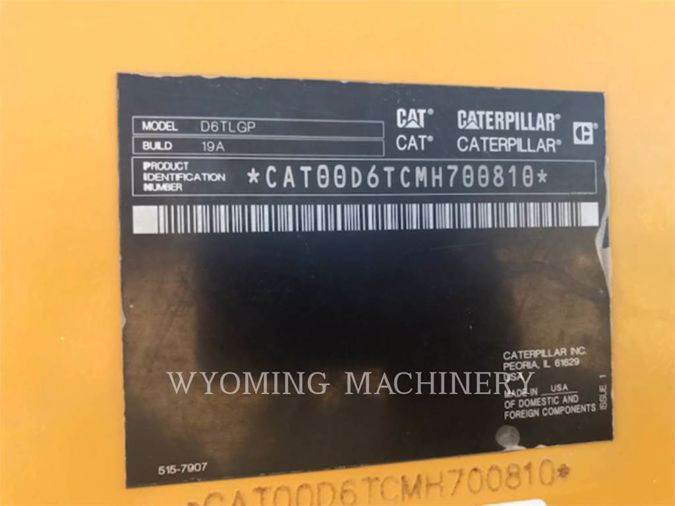 MODEL D6TLGP
BUILD 19A
CAT® CATERPILLAR®
CAT® CATERPILLAR®
PRODUCT IDENTIFICATION NUMBER *CAT00D6TCMH700810*
CATERPILLAR INC.
PEORIA, IL 61629
USA
MADE IN USA
OF DOMESTIC AND
FOREIGN COMPONENTS
ISSUE 1
WYOMING MACHINERY
515-7907
*CAT00D6TCMH700810*